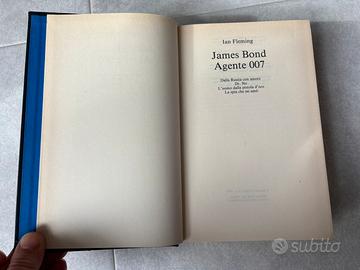 Ian Fleming
James Bond
Agente 007
Dalla Russia con amore
Dr. No
L'uomo dalla pistola d'oro
La spia che mi amò
subito